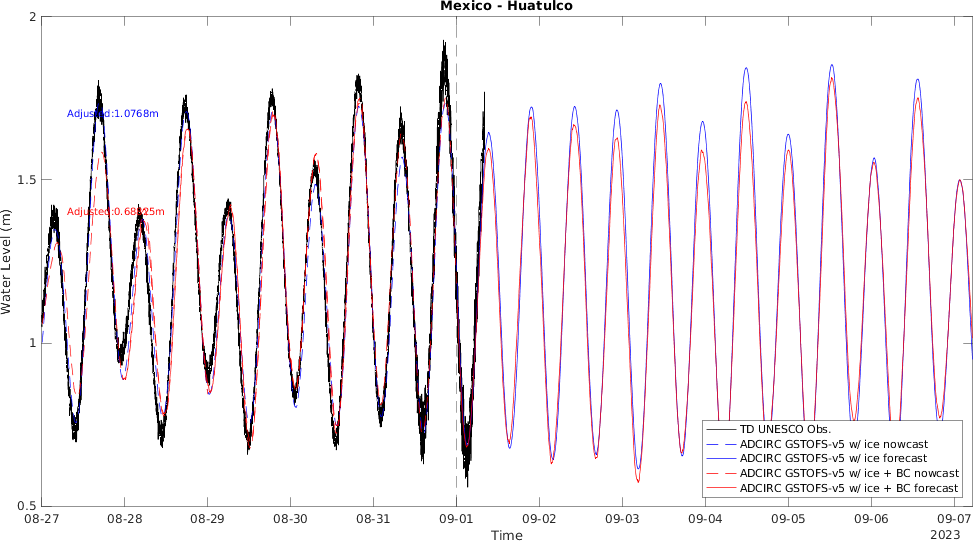 Mexico - Huatulco
2
1.5
1
0.5
Water Level (m)
Adjusted:1.0768m
08-27 08-28 08-29 08-30 08-31 09-01 09-02 09-03 09-04 09-05 09-06 09-07
2023
Time
TD UNESCO Obs.
ADCIRC GSTOFS-v5 w/ ice nowcast
ADCIRC GSTOFS-v5 w/ ice forecast
ADCIRC GSTOFS-v5 w/ ice + BC nowcast
ADCIRC GSTOFS-v5 w/ ice + BC forecast